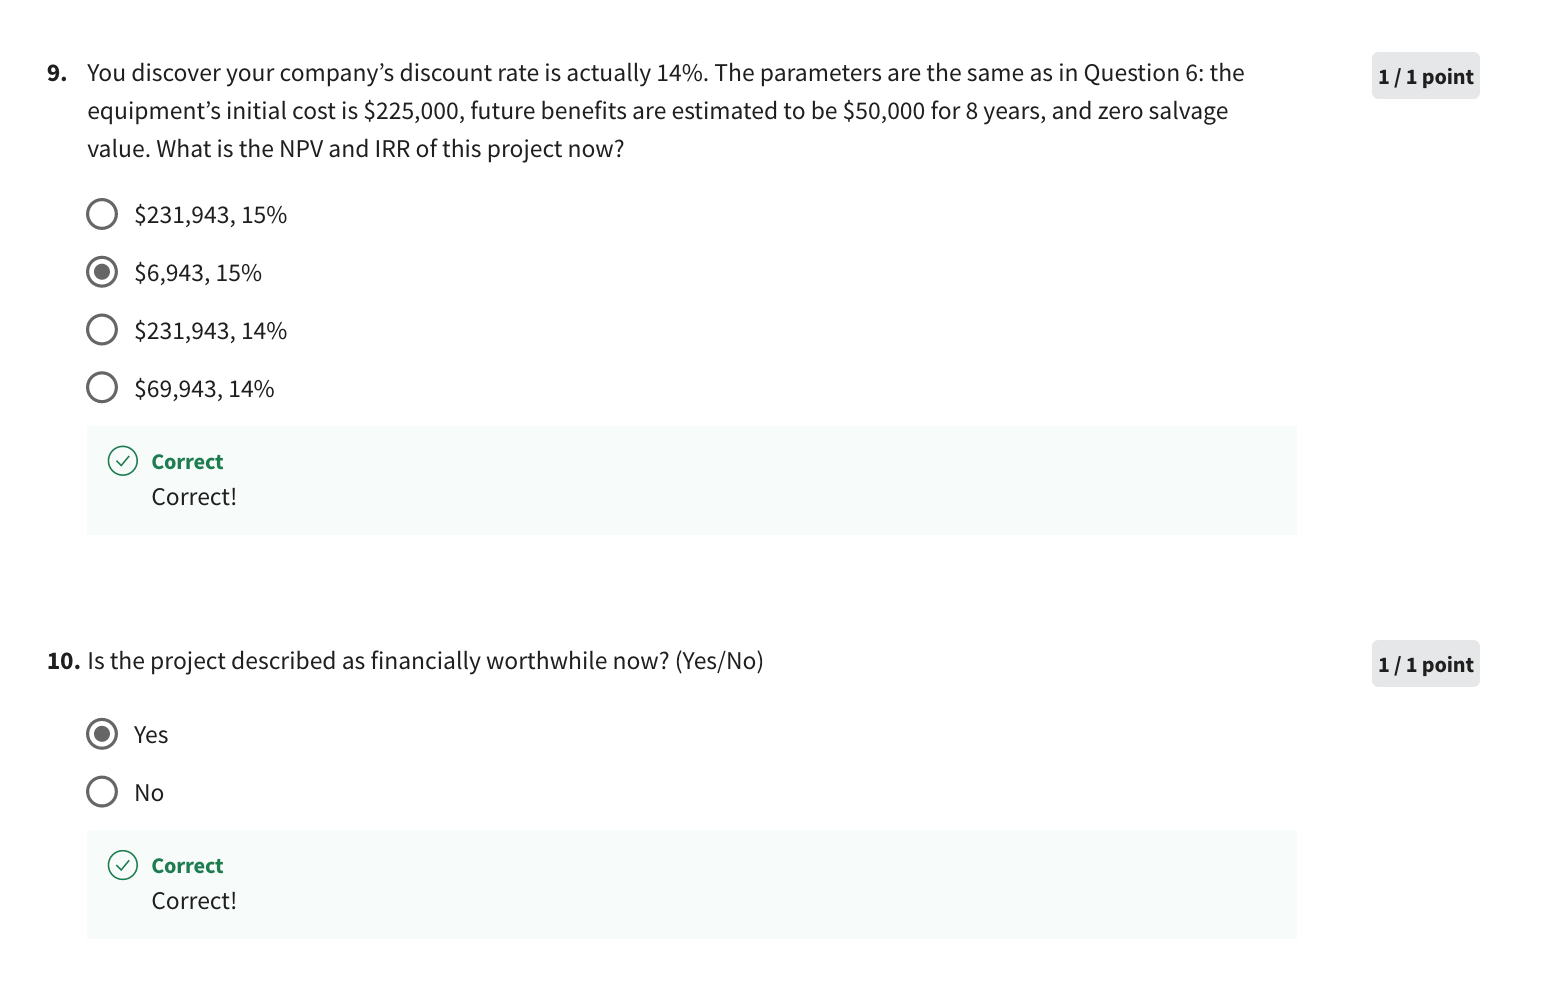 9. You discover your company’s discount rate is actually 14%. The parameters are the same as in Question 6: the
1 / 1 point
equipment’s initial cost is $225,000, future benefits are estimated to be $50,000 for 8 years, and zero salvage
value. What is the NPV and IRR of this project now?
$231,943, 15%
$6,943, 15%
$231,943, 14%
$69,943, 14%
Correct
Correct!
10. Is the project described as financially worthwhile now? (Yes/No)
1 / 1 point
Yes
No
Correct
Correct!